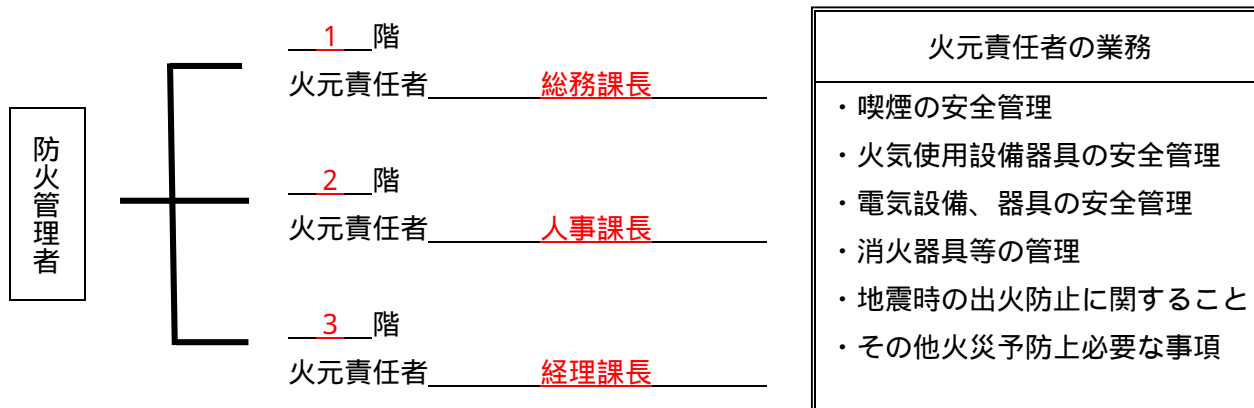 防火管理者
1 階
火元責任者 総務課長
2 階
火元責任者 人事課長
3 階
火元責任者 経理課長
火元責任者の業務
・喫煙の安全管理
・火気使用設備器具の安全管理
・電気設備、器具の安全管理
・消火器具等の管理
・地震時の出火防止に関すること
・その他火災予防上必要な事項